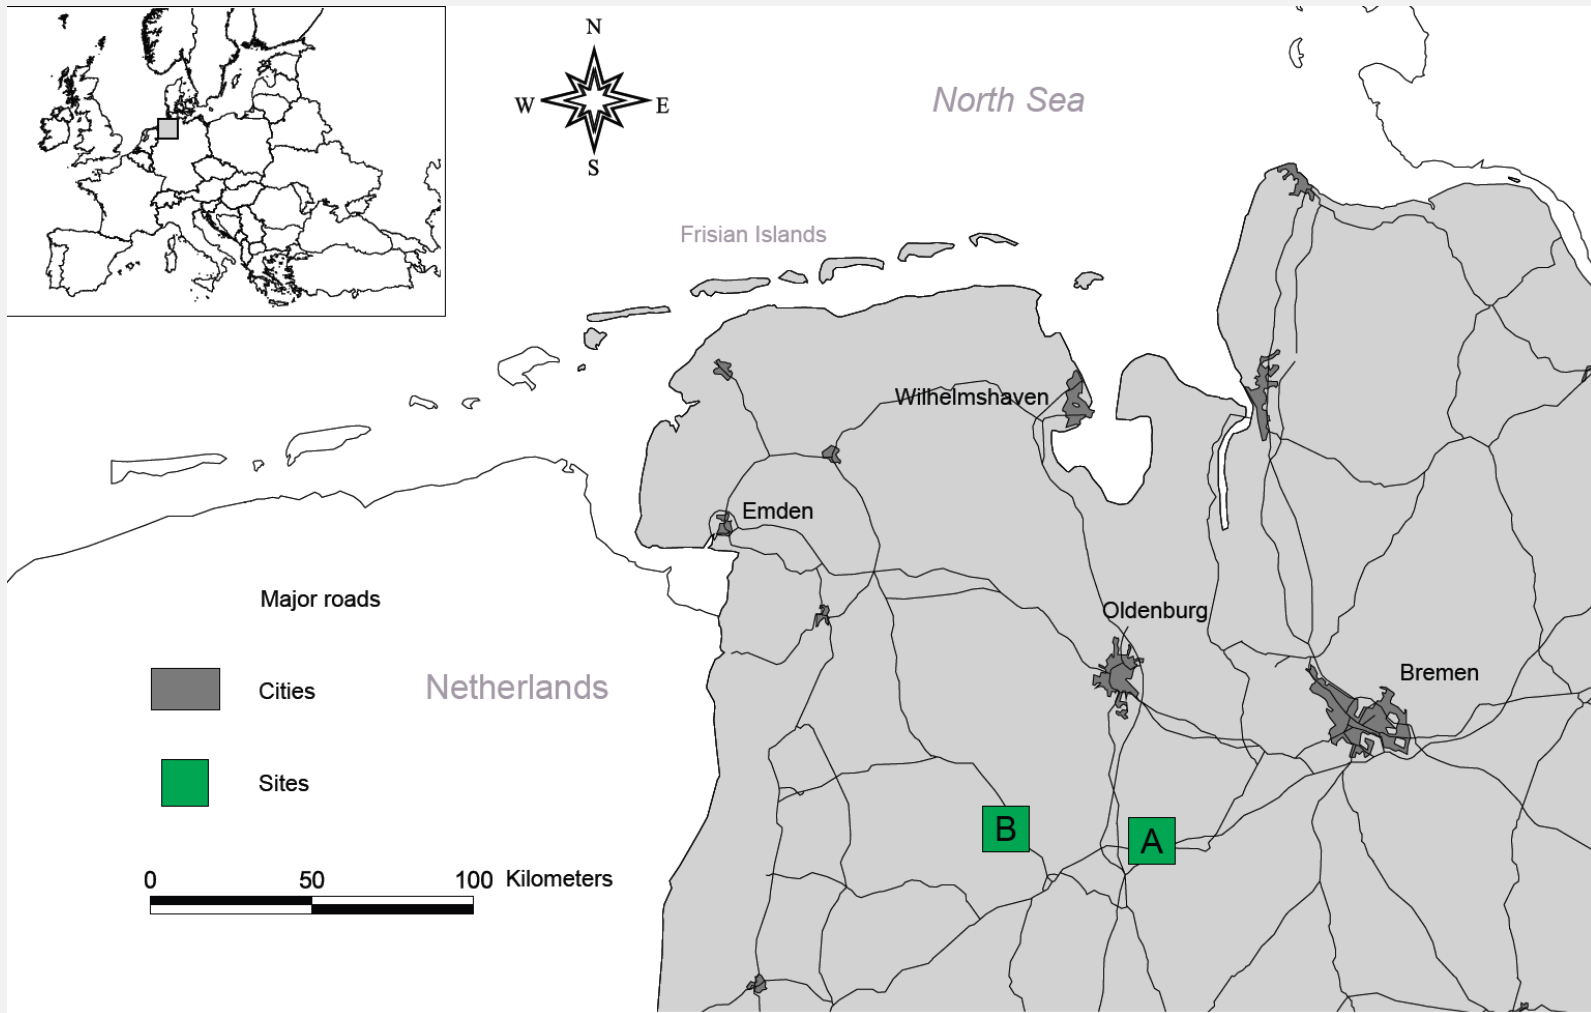 N
W E
S
North Sea
Frisian Islands
Wilhelmshaven
Emden
Major roads
Oldenburg
Bremen
Cities
Netherlands
Sites
B
A
0 50 100 Kilometers